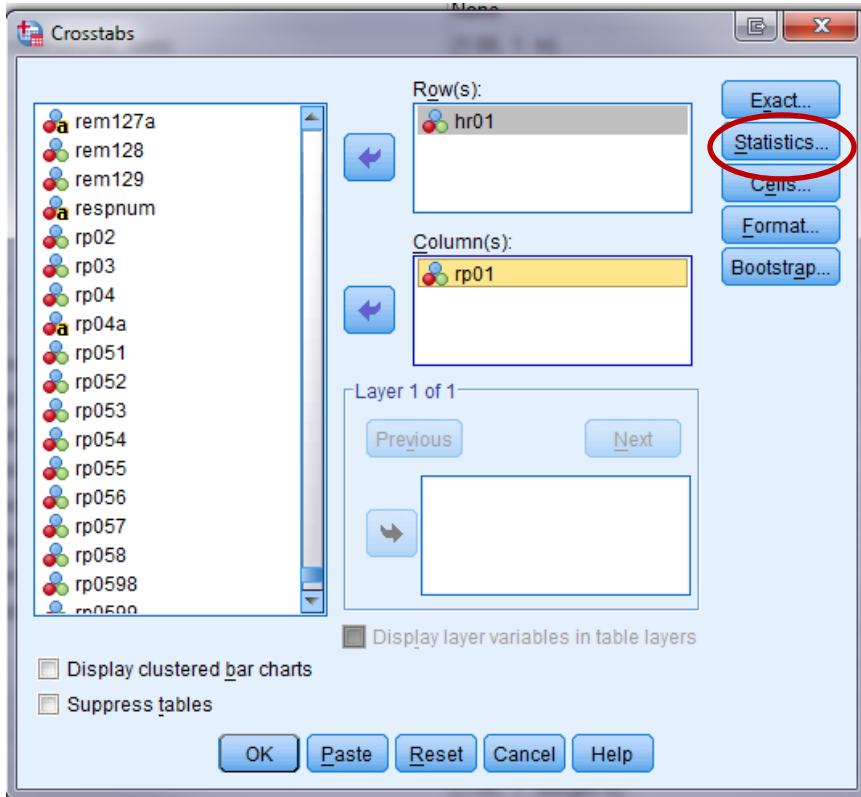 None
Crosstabs
rem127a
rem128
rem129
respnum
rp02
rp03
rp04
rp04a
rp051
rp052
rp053
rp054
rp055
rp056
rp057
rp058
rp0598
rp0599
Row(s):
hr01
Column(s):
rp01
Layer 1 of 1
Previous
Next
Display layer variables in table layers
Exact...
Statistics...
Cells...
Format...
Bootstrap...
Display clustered bar charts
Suppress tables
OK Paste Reset Cancel Help